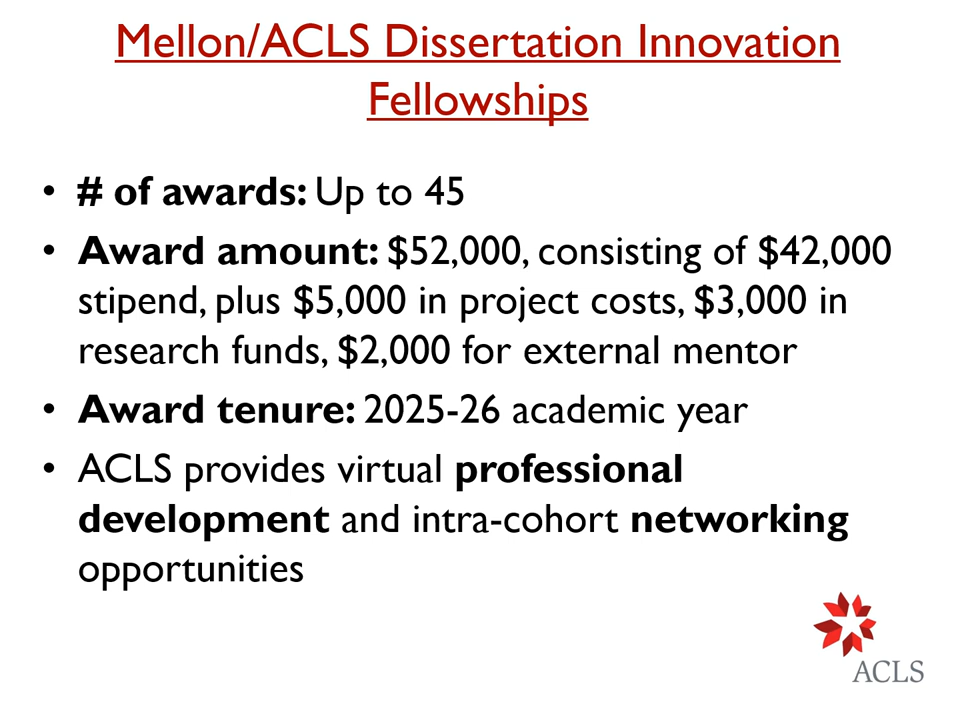 Mellon/ACLS Dissertation Innovation
Fellowships
• # of awards: Up to 45
• Award amount: $52,000, consisting of $42,000
stipend, plus $5,000 in project costs, $3,000 in
research funds, $2,000 for external mentor
• Award tenure: 2025-26 academic year
• ACLS provides virtual professional
development and intra-cohort networking
opportunities
ACLS